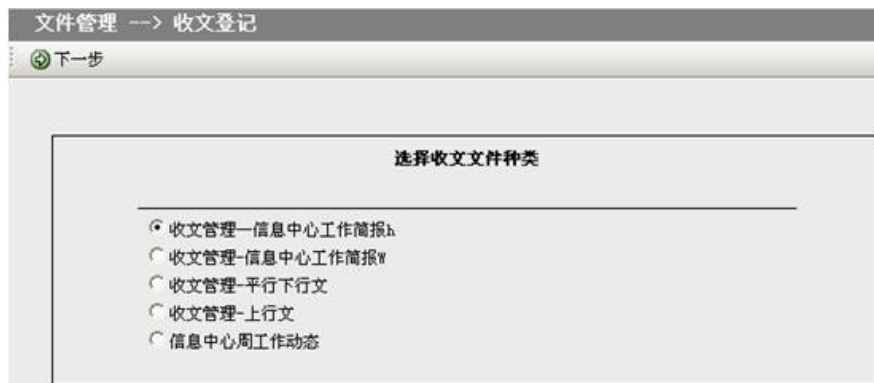 文件管理 --> 收文登记
下一步
选择收文文件种类
收文管理—信息中心工作简报h
收文管理-信息中心工作简报W
收文管理-平行下行文
收文管理-上行文
信息中心周工作动态